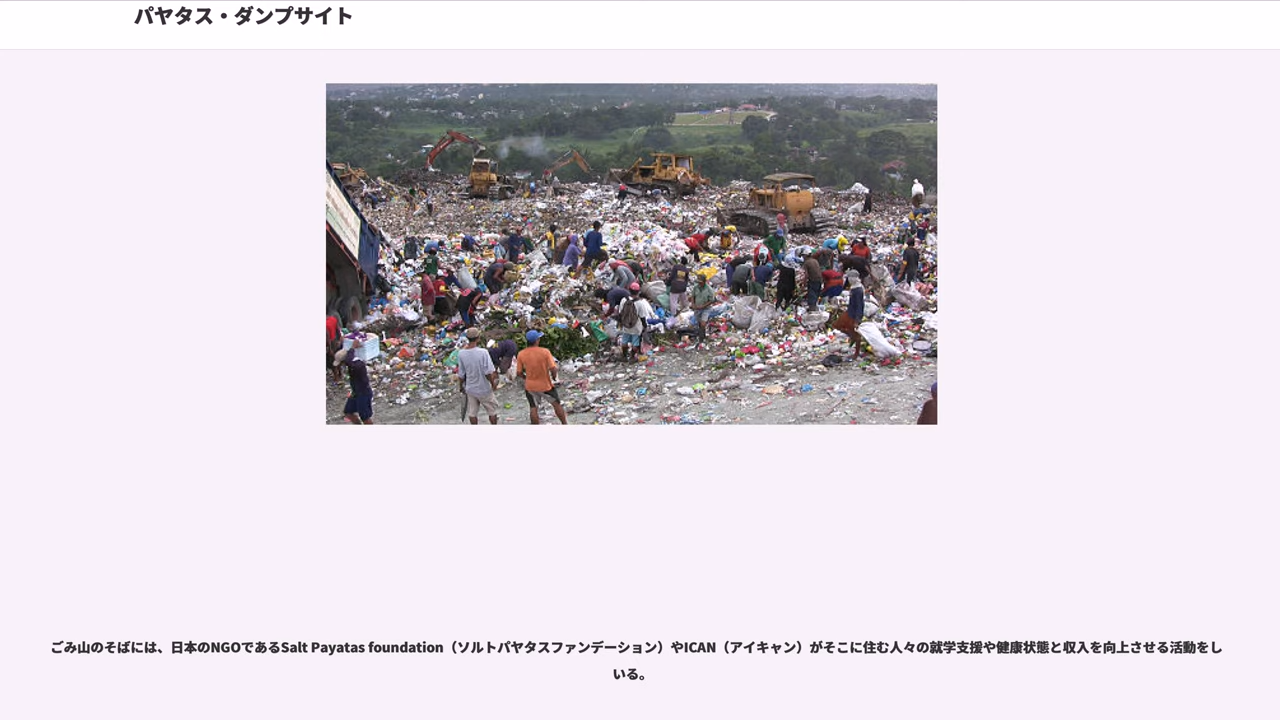 パヤタス・ダンプサイト
ごみ山のそばには、日本のNGOであるSalt Payatas foundation（ソルトパヤタスファンデーション）やICAN（アイキャン）がそこに住む人々の就学支援や健康状態と収入を向上させる活動をし
いる。